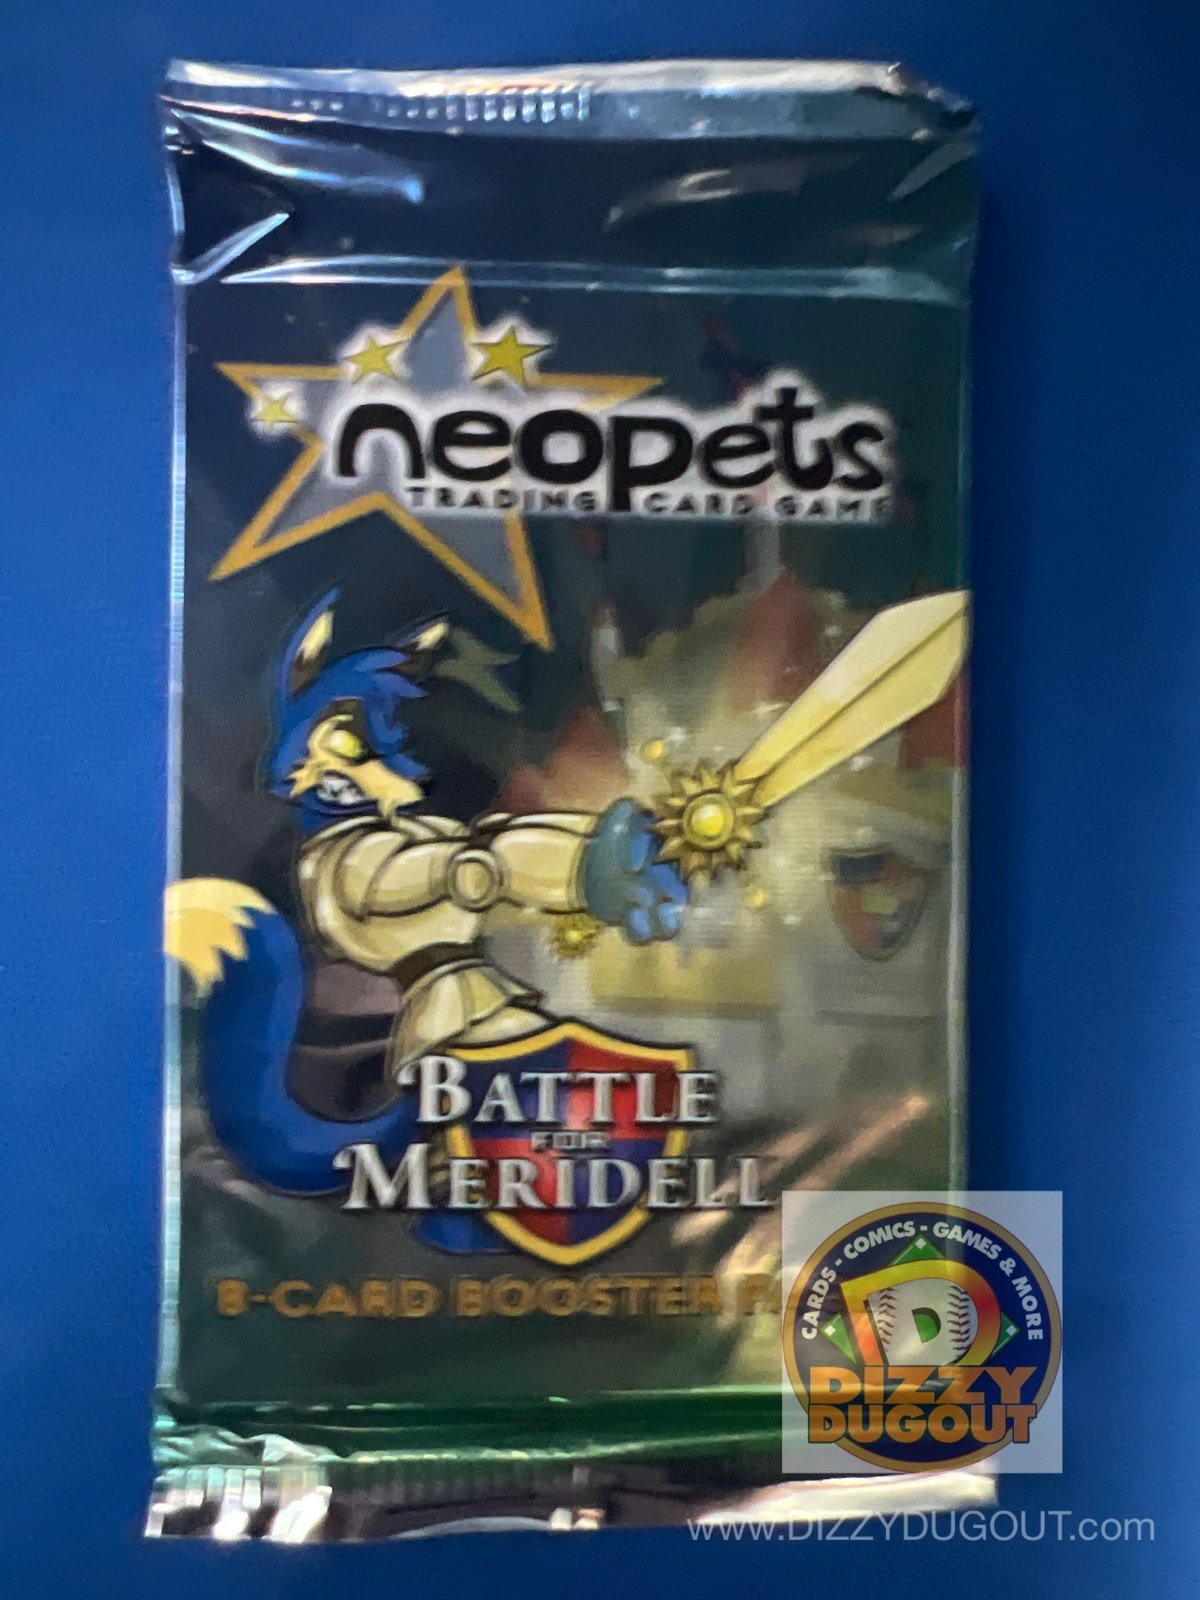 neopets
TRADING CARD GAME
BATTLE
FOR
MERIDELL
8-CARD BOOSTER
CARDS - COMICS - GAMES & MORE
D
DIZZY
DUGOUT
www.DIZZYDUGOUT.com